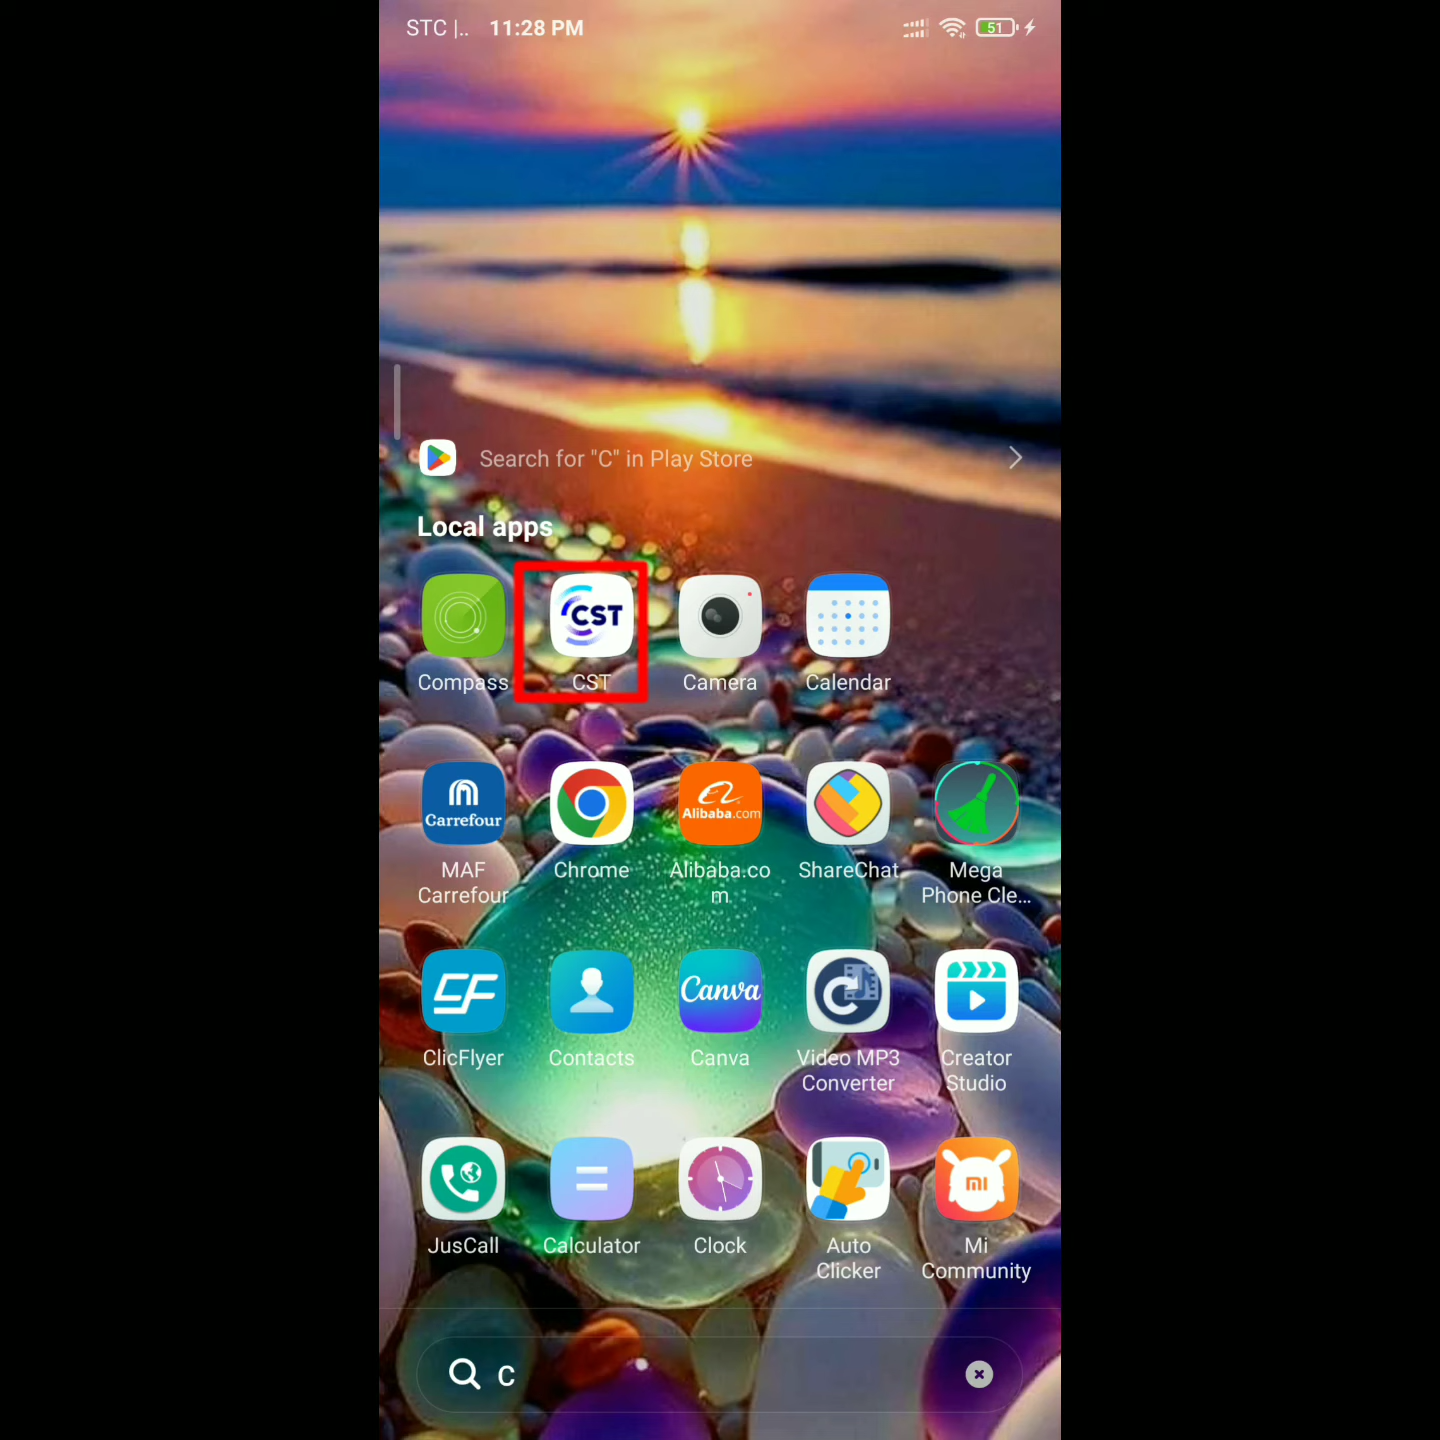 STC |.. 11:28 PM 51
Search for "C" in Play Store
Local apps
CST
Compass CST Camera Calendar
Carrefour Alibaba.com
MAF Chrome Alibaba.co ShareChat Mega
Carrefour m Phone Cle...
CF Canva C
ClicFlyer Contacts Canva Video MP3 Creator
Converter Studio
mi
JusCall Calculator Clock Auto Mi
Clicker Community
C